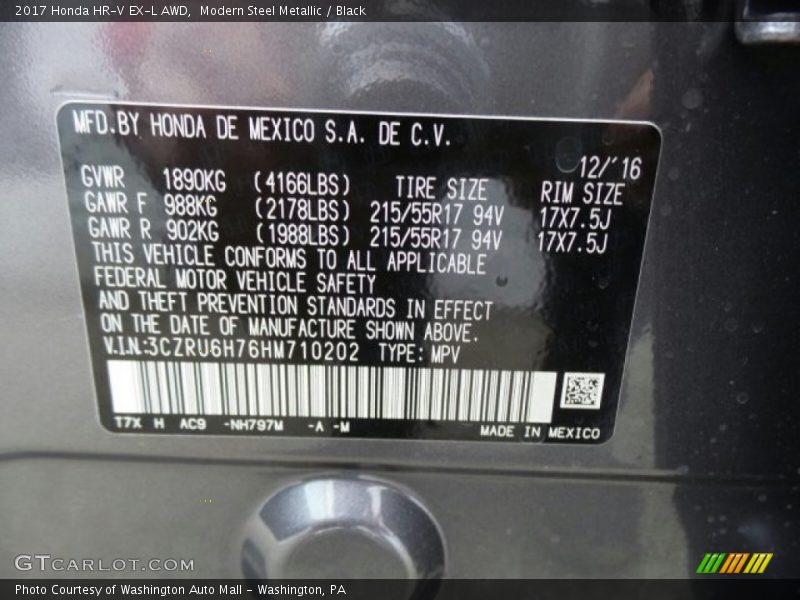 2017 Honda HR-V EX-L AWD,  Modern Steel Metallic / Black
MFD.BY HONDA DE MEXICO S.A. DE C.V.
12/'16
GVWR 1890KG (4166LBS) TIRE SIZE RIM SIZE
GAWR F 988KG (2178LBS) 215/55R17 94V 17X7.5J
GAWR R 902KG (1988LBS) 215/55R17 94V 17X7.5J
THIS VEHICLE CONFORMS TO ALL APPLICABLE
FEDERAL MOTOR VEHICLE SAFETY
AND THEFT PREVENTION STANDARDS IN EFFECT
ON THE DATE OF MANUFACTURE SHOWN ABOVE.
V.I.N:3CZRU6H76HM710202 TYPE: MPV
T7X H AC9 -NH797M -A -M
MADE IN MEXICO
GTCARLOT.COM
Photo Courtesy of Washington Auto Mall - Washington, PA